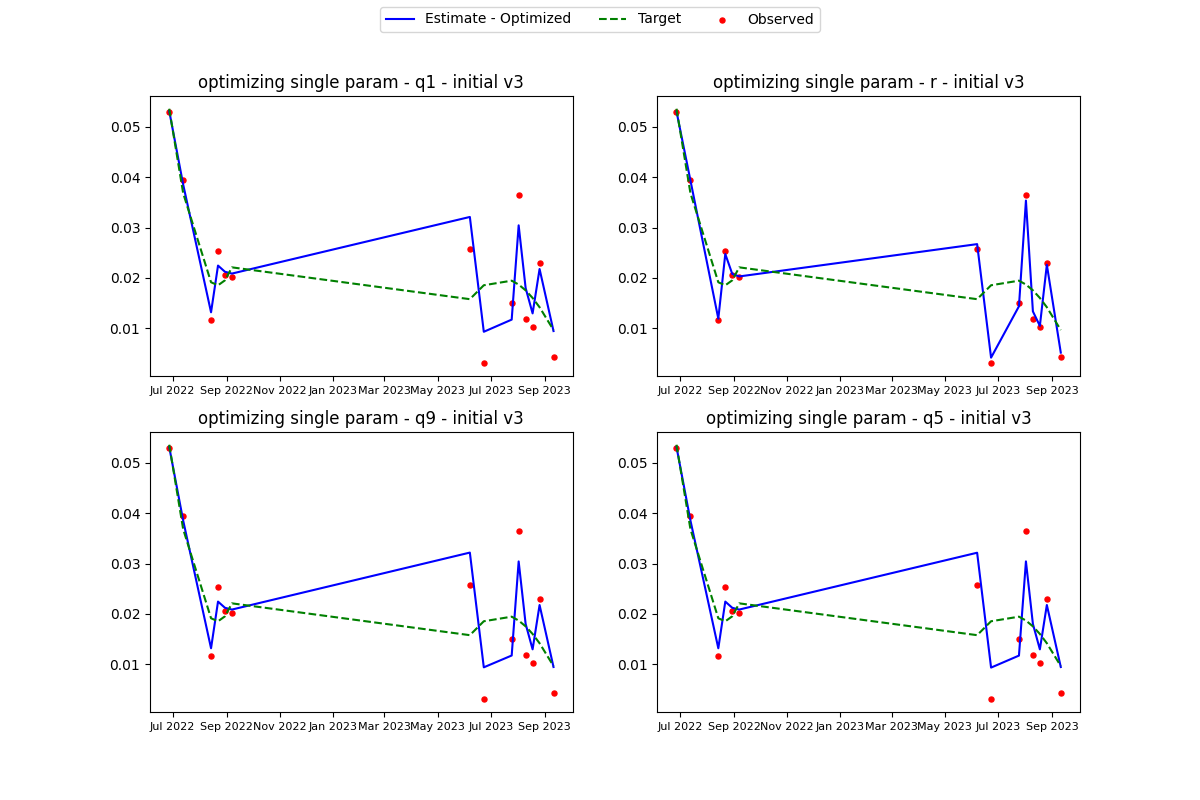 Estimate - Optimized Target Observed
optimizing single param - q1 - initial v3
0.05
0.04
0.03
0.02
0.01
Jul 2022 Sep 2022 Nov 2022 Jan 2023 Mar 2023 May 2023 Jul 2023 Sep 2023
optimizing single param - r - initial v3
0.05
0.04
0.03
0.02
0.01
Jul 2022 Sep 2022 Nov 2022 Jan 2023 Mar 2023 May 2023 Jul 2023 Sep 2023
optimizing single param - q9 - initial v3
0.05
0.04
0.03
0.02
0.01
Jul 2022 Sep 2022 Nov 2022 Jan 2023 Mar 2023 May 2023 Jul 2023 Sep 2023
optimizing single param - q5 - initial v3
0.05
0.04
0.03
0.02
0.01
Jul 2022 Sep 2022 Nov 2022 Jan 2023 Mar 2023 May 2023 Jul 2023 Sep 2023